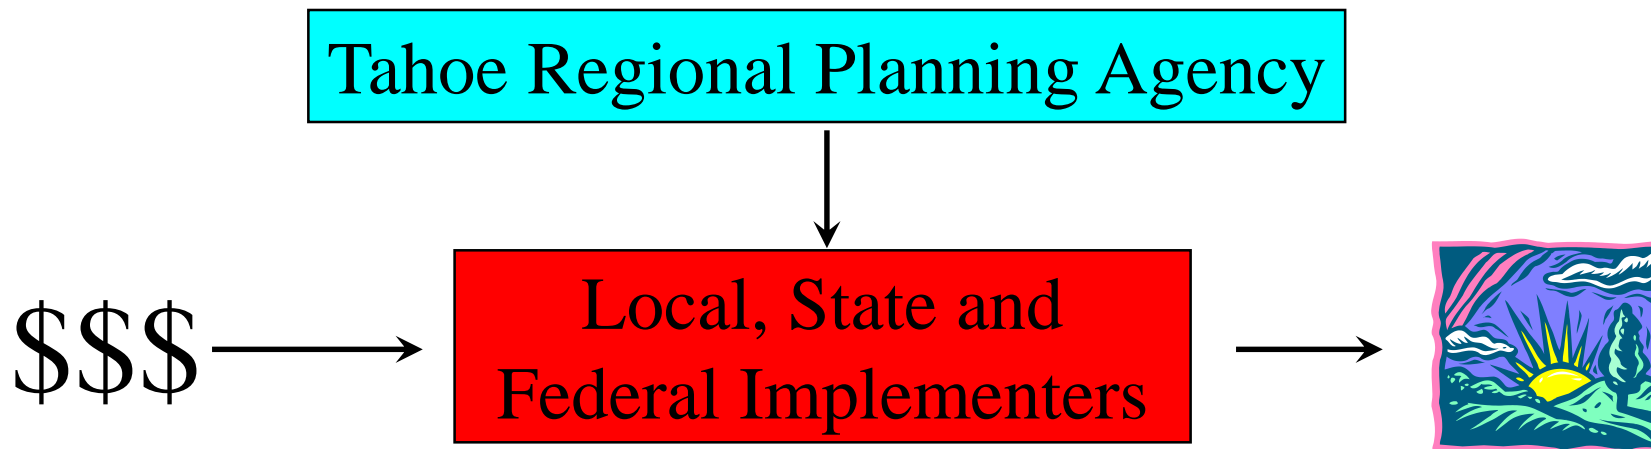 Tahoe Regional Planning Agency
Local, State and
$$$
Federal Implementers